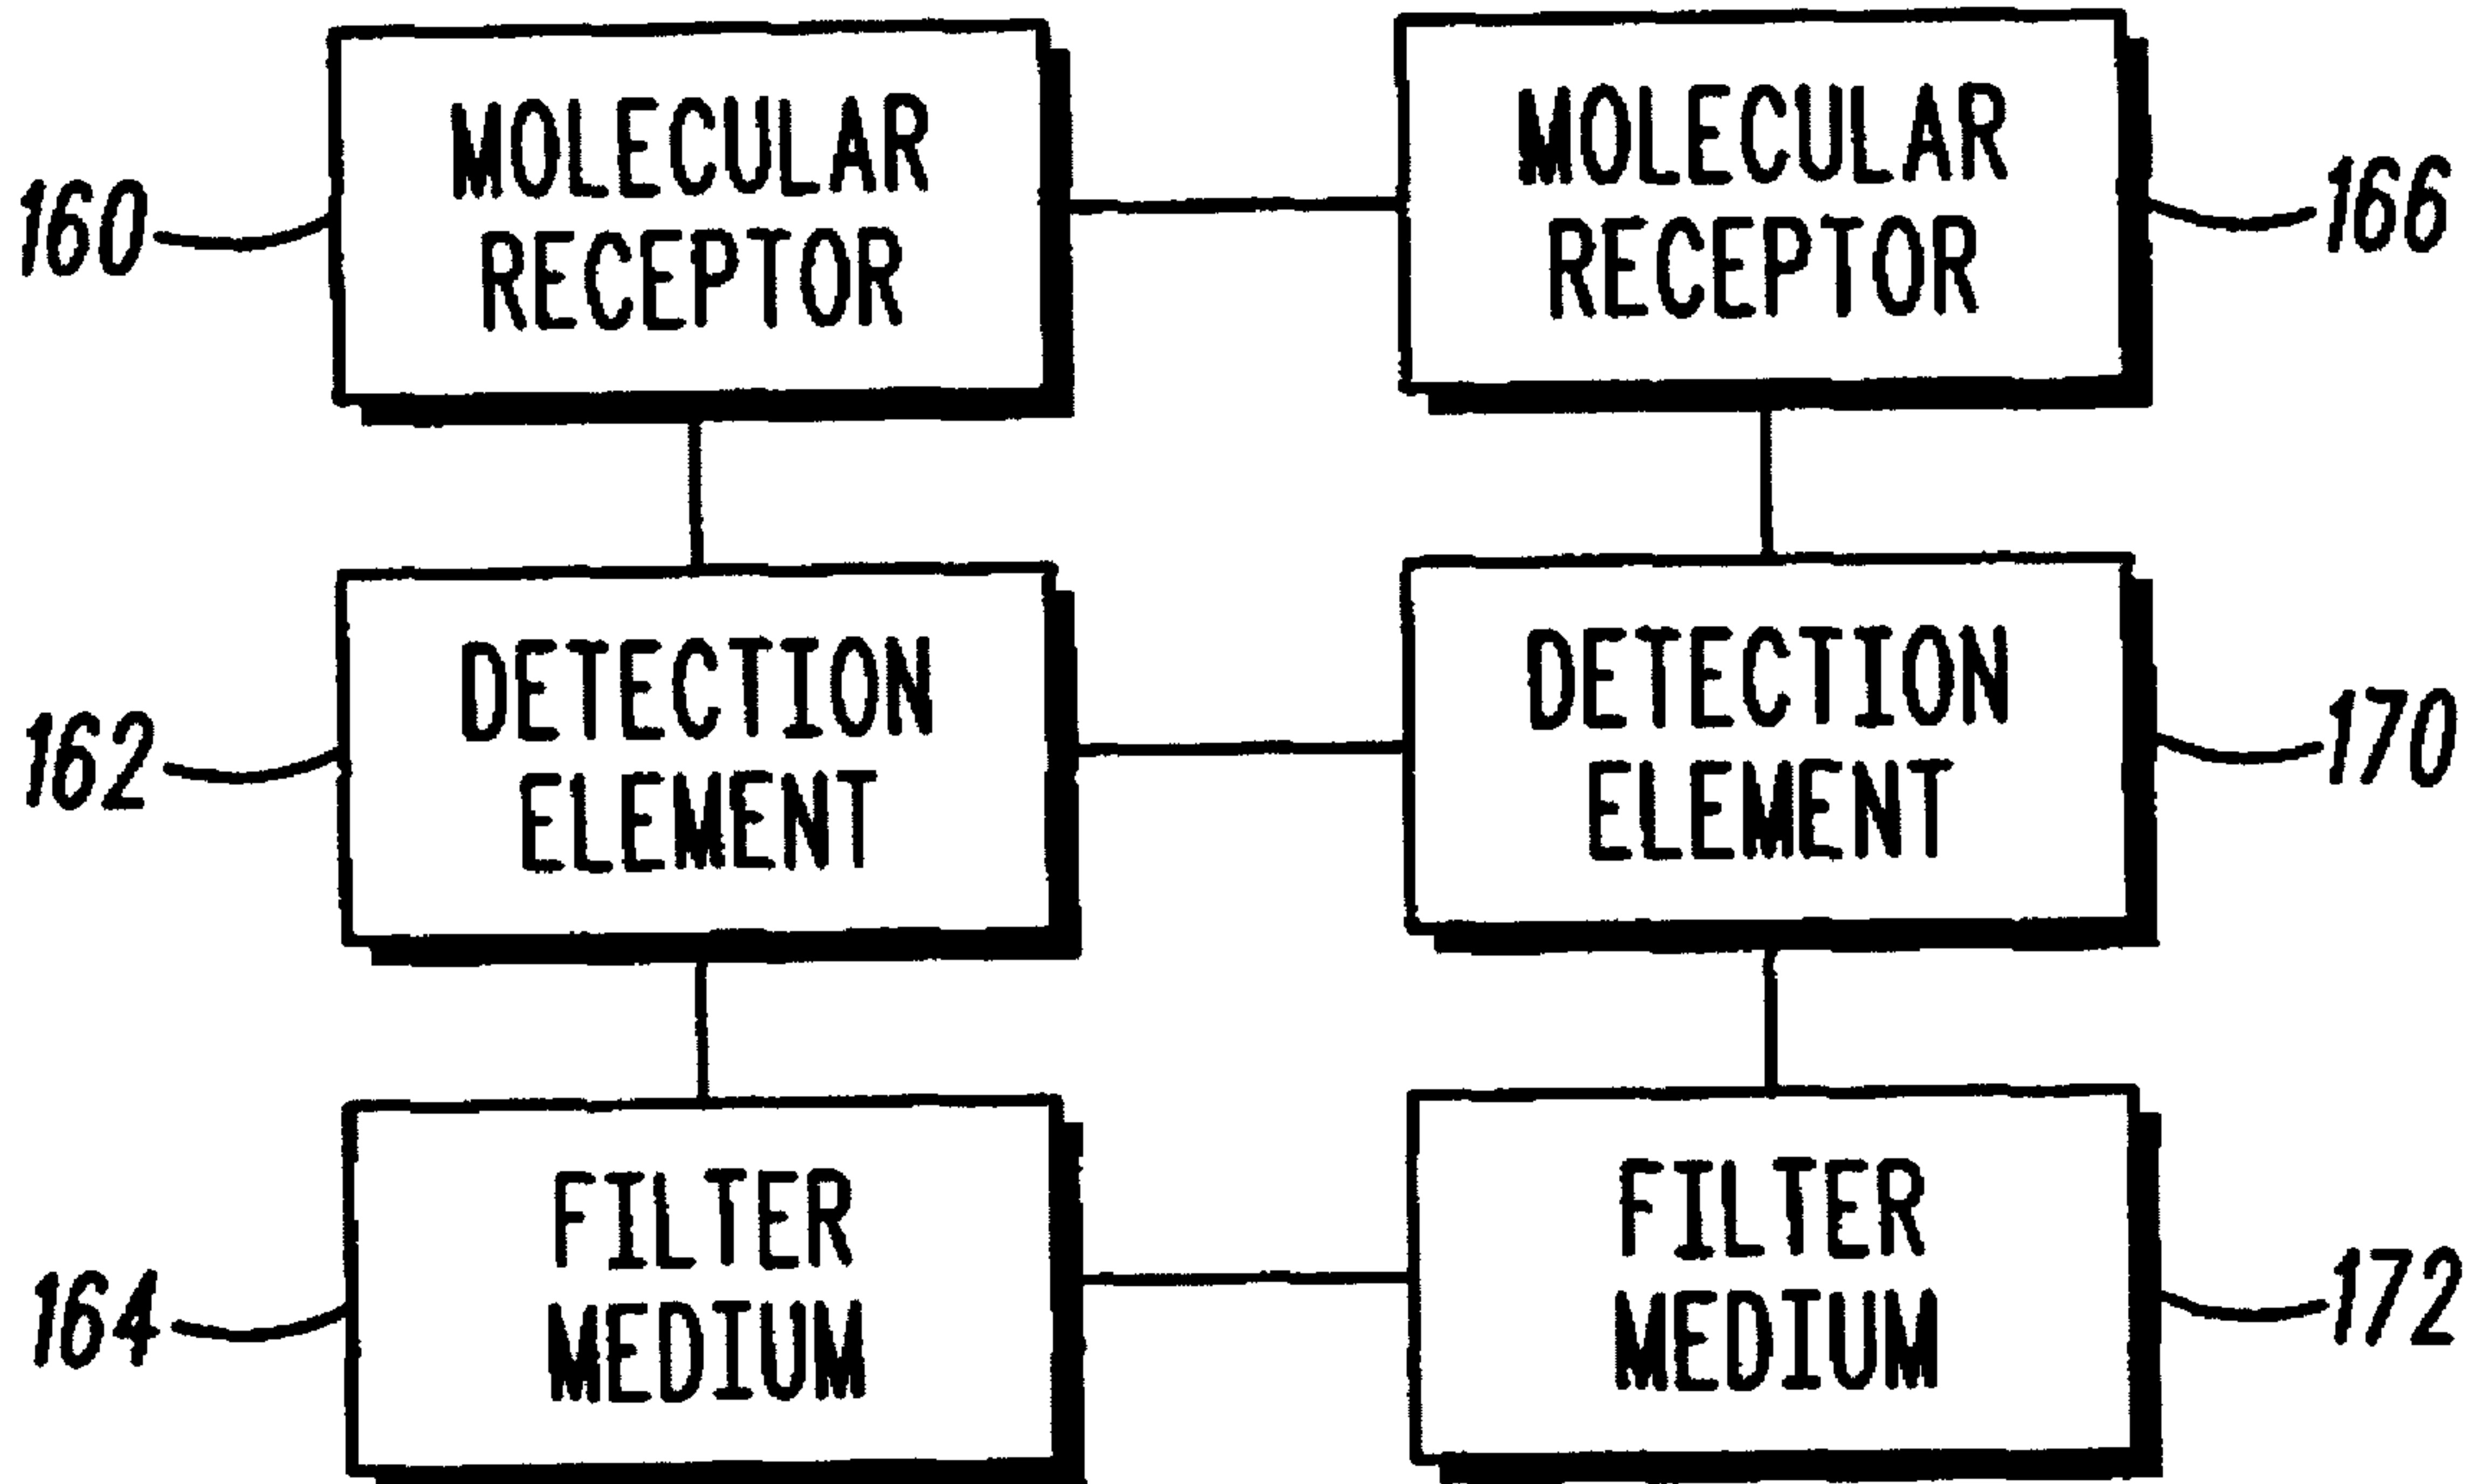 160
MOLECULAR
RECEPTOR
MOLECULAR
RECEPTOR
166
162
DETECTION
ELEMENT
DETECTION
ELEMENT
170
164
FILTER
MEDIUM
FILTER
MEDIUM
172